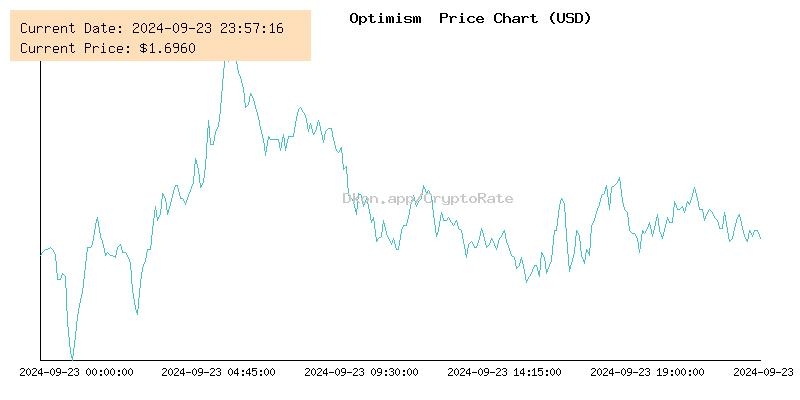 Optimism Price Chart (USD)
Current Date: 2024-09-23 23:57:16
Current Price: $1.6960
Dkon.app/CryptoRate
2024-09-23 00:00:00 2024-09-23 04:45:00 2024-09-23 09:30:00 2024-09-23 14:15:00 2024-09-23 19:00:00 2024-09-23